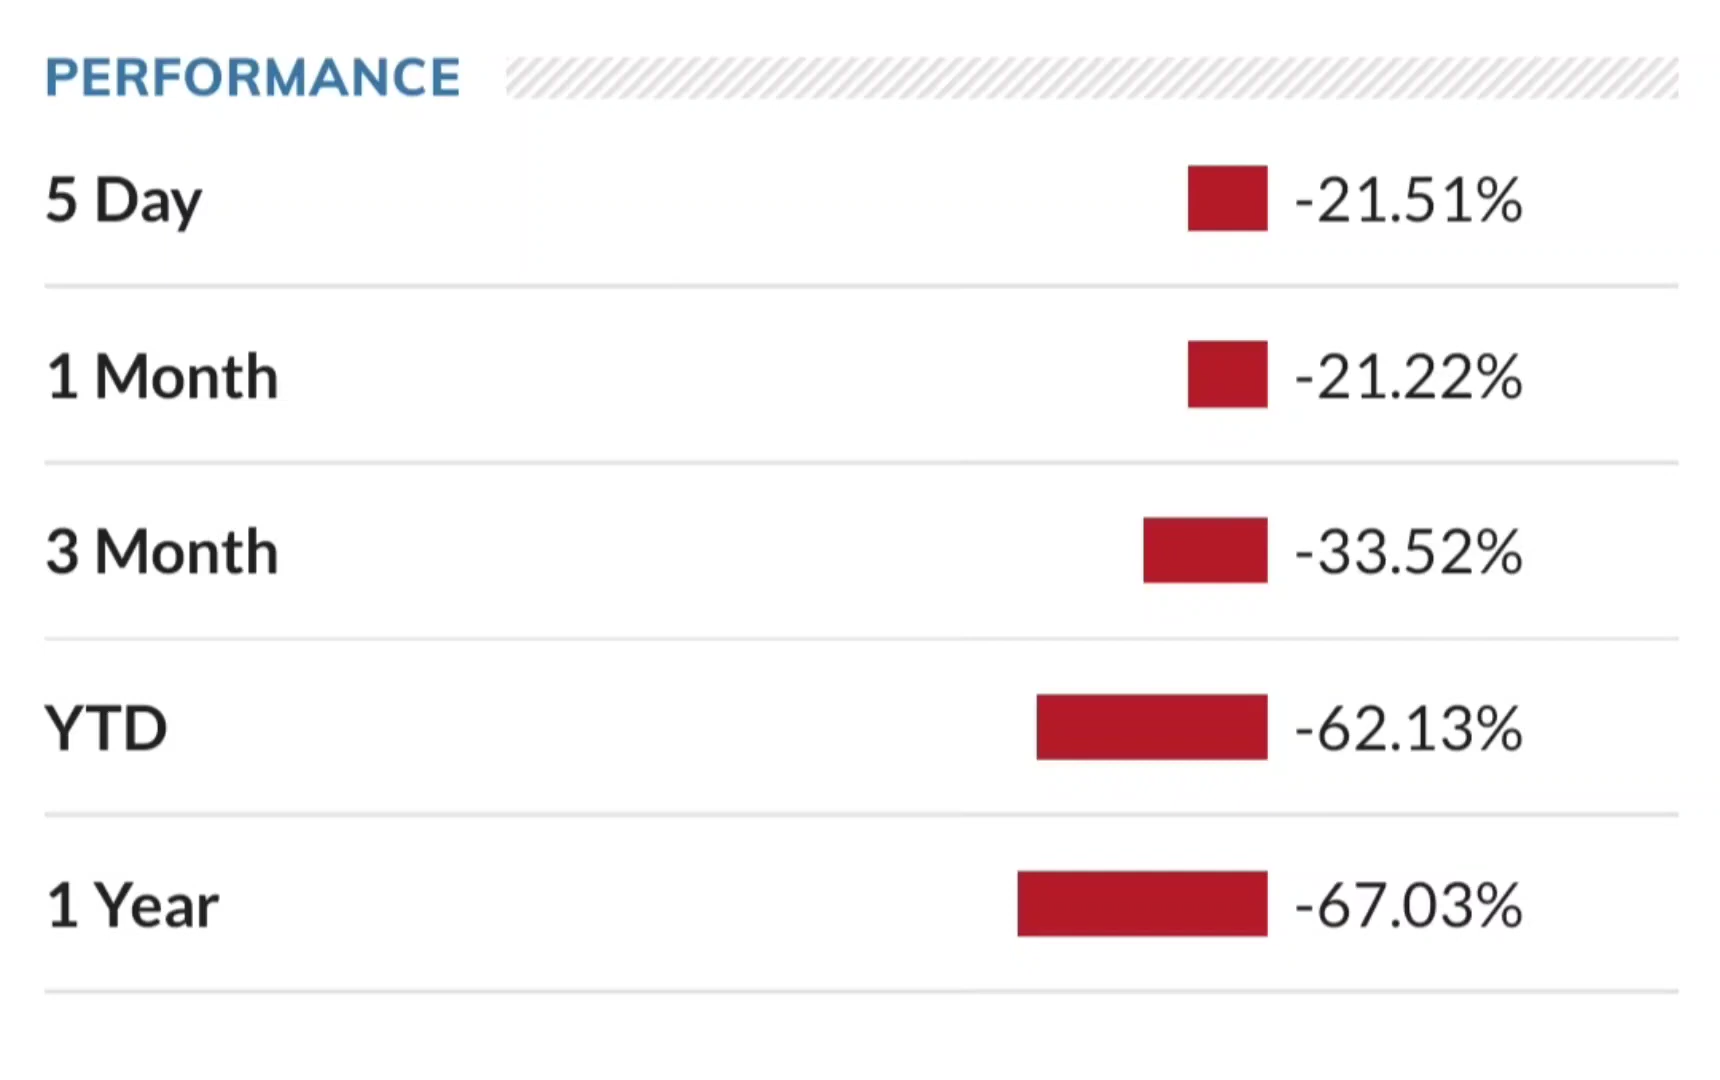 PERFORMANCE
5 Day -21.51%
1 Month -21.22%
3 Month -33.52%
YTD -62.13%
1 Year -67.03%